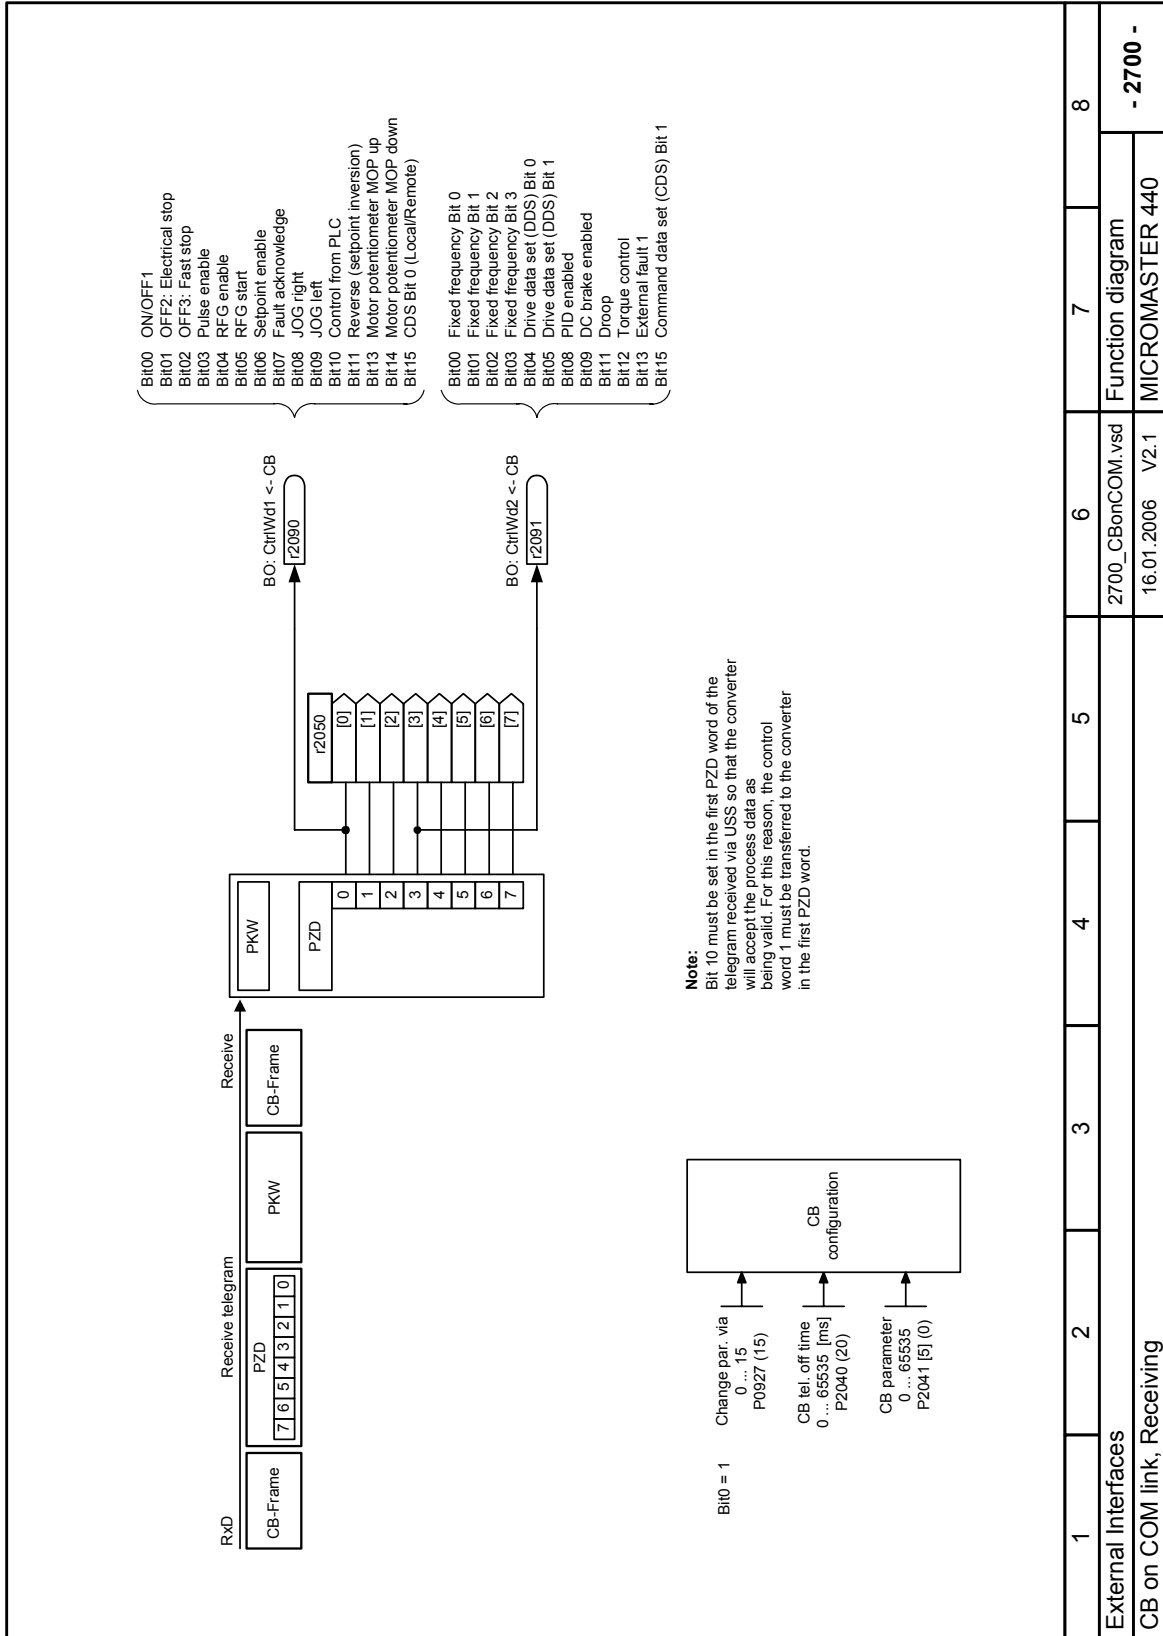 RxD
Receive telegram
Receive
CB-Frame
PZD
7 6 5 4 3 2 1 0
PKW
CB-Frame
PKW
PZD
0
1
2
3
4
5
6
7
r2050
[0]
[1]
[2]
[3]
[4]
[5]
[6]
[7]
BO: CtrlWd1 <- CB
r2090
BO: CtrlWd2 <- CB
r2091
Bit00 ON/OFF1
Bit01 OFF2: Electrical stop
Bit02 OFF3: Fast stop
Bit03 Pulse enable
Bit04 RFG enable
Bit05 RFG start
Bit06 Setpoint enable
Bit07 Fault acknowledge
Bit08 JOG right
Bit09 JOG left
Bit10 Control from PLC
Bit11 Reverse (setpoint inversion)
Bit13 Motor potentiometer MOP up
Bit14 Motor potentiometer MOP down
Bit15 CDS Bit 0 (Local/Remote)
Bit00 Fixed frequency Bit 0
Bit01 Fixed frequency Bit 1
Bit02 Fixed frequency Bit 2
Bit03 Fixed frequency Bit 3
Bit04 Drive data set (DDS) Bit 0
Bit05 Drive data set (DDS) Bit 1
Bit08 PID enabled
Bit09 DC brake enabled
Bit11 Droop
Bit12 Torque control
Bit13 External fault 1
Bit15 Command data set (CDS) Bit 1
Bit0 = 1
Change par. via
0 ... 15
P0927 (15)
CB tel. off time
0 ... 65535 [ms]
P2040 (20)
CB parameter
0 ... 65535
P2041 [5] (0)
CB
configuration
Note:
Bit 10 must be set in the first PZD word of the
telegram received via USS so that the converter
will accept the process data as
being valid. For this reason, the control
word 1 must be transferred to the converter
in the first PZD word.
1 2 3 4 5 6 7 8
External Interfaces
2700_CBonCOM.vsd
Function diagram
- 2700 -
CB on COM link, Receiving
16.01.2006 V2.1
MICROMASTER 440